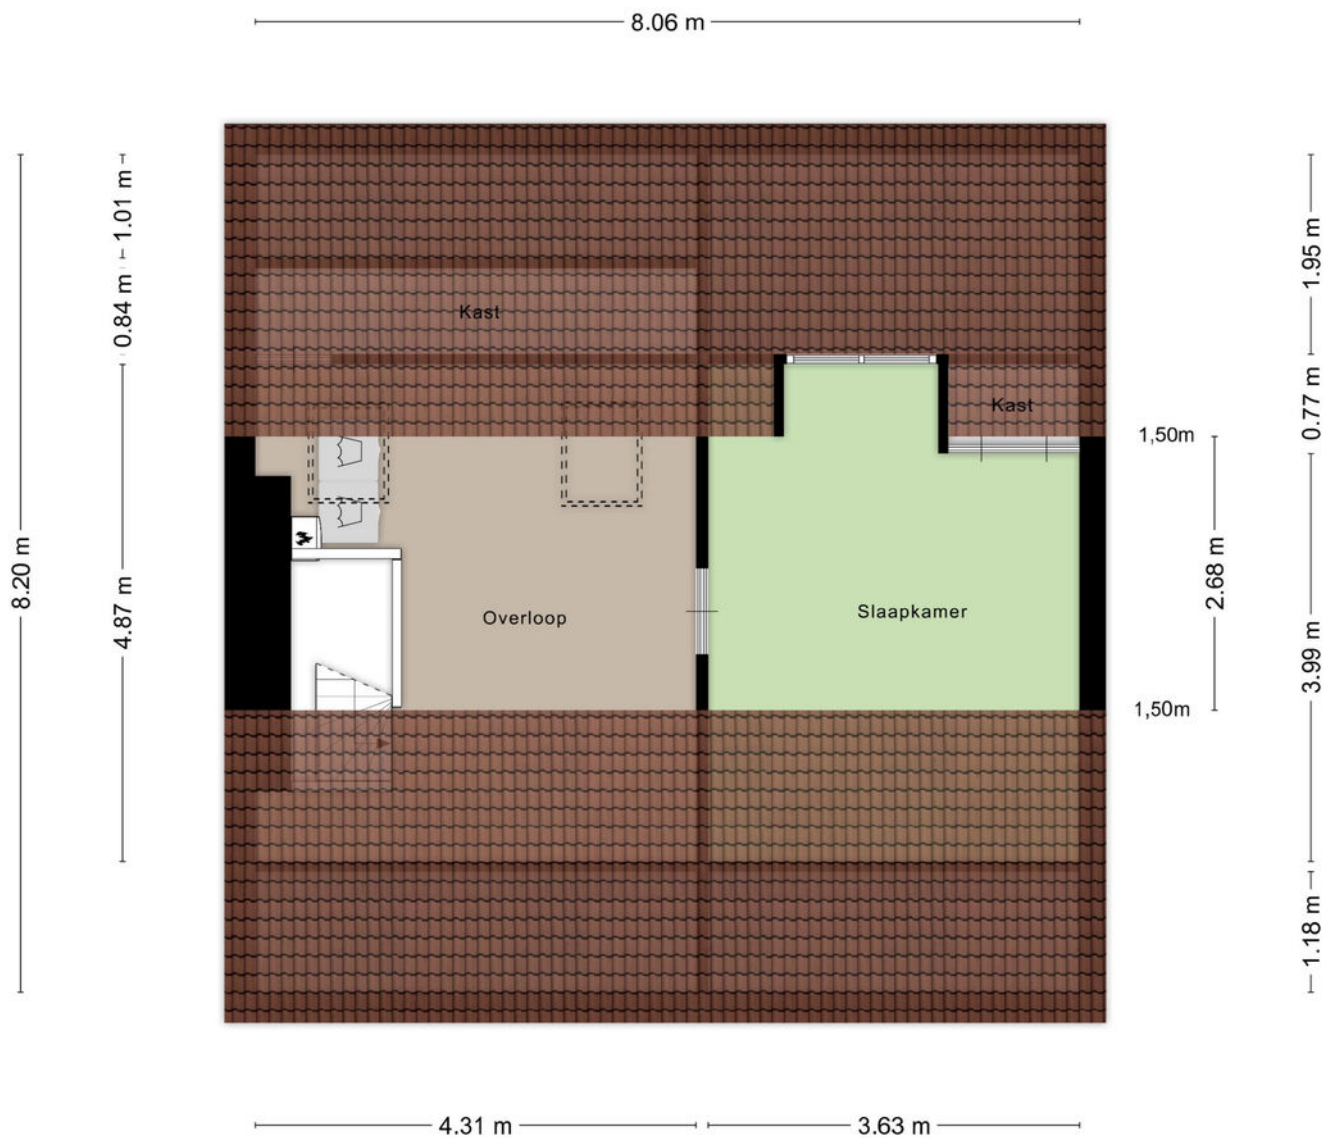 8.06 m
1.01 m
0.84 m
4.87 m
8.20 m
Kast
Kast
Overloop
Slaapkamer
1,50m
1,50m
2.68 m
1.95 m
0.77 m
3.99 m
1.18 m
4.31 m
3.63 m